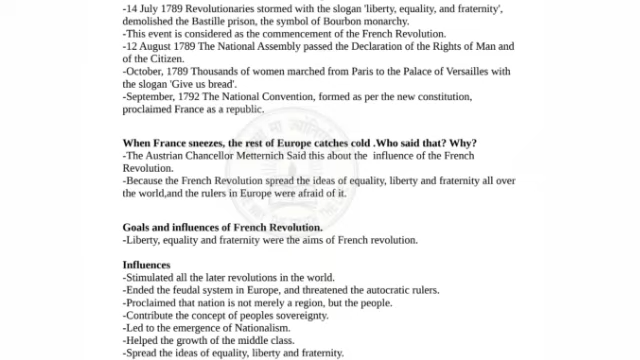 -14 July 1789 Revolutionaries stormed with the slogan 'liberty, equality, and fraternity',
demolished the Bastille prison, the symbol of Bourbon monarchy.
-This event is considered as the commencement of the French Revolution.
-12 August 1789 The National Assembly passed the Declaration of the Rights of Man and
of the Citizen.
-October, 1789 Thousands of women marched from Paris to the Palace of Versailles with
the slogan 'Give us bread'.
-September, 1792 The National Convention, formed as per the new constitution,
proclaimed France as a republic.
When France sneezes, the rest of Europe catches cold .Who said that? Why?
-The Austrian Chancellor Metternich Said this about the influence of the French
Revolution.
-Because the French Revolution spread the ideas of equality, liberty and fraternity all over
the world,and the rulers in Europe were afraid of it.
Goals and influences of French Revolution.
-Liberty, equality and fraternity were the aims of French revolution.
Influences
-Stimulated all the later revolutions in the world.
-Ended the feudal system in Europe, and threatened the autocratic rulers.
-Proclaimed that nation is not merely a region, but the people.
-Contribute the concept of peoples sovereignty.
-Led to the emergence of Nationalism.
-Helped the growth of the middle class.
-Spread the ideas of equality, liberty and fraternity.